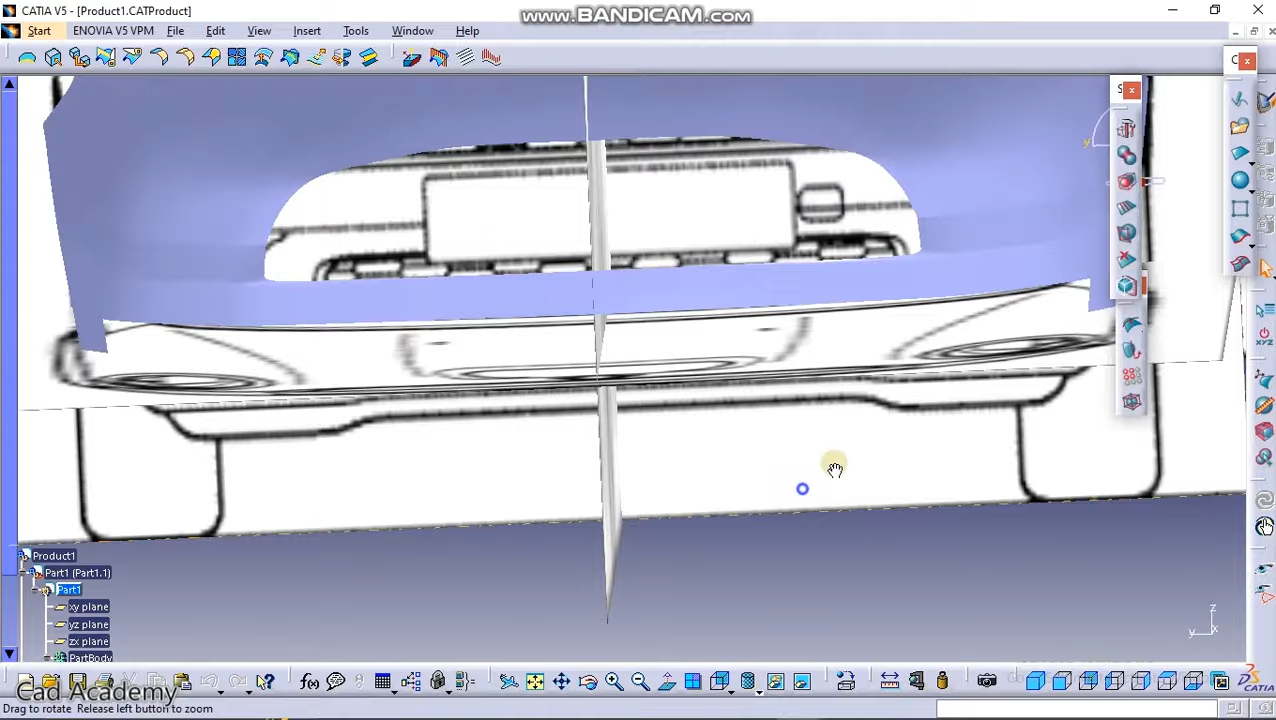 CATIA V5 - [Product1.CATProduct]
www.BANDICAM.com
Start ENOVIA V5 VPM File Edit View Insert Tools Window Help
S
y
Product1
Part1 (Part1.1)
Part1
xy plane
yz plane
zx plane
PartBody
z
y x
Cad Academy
Drag to rotate Release left button to zoom